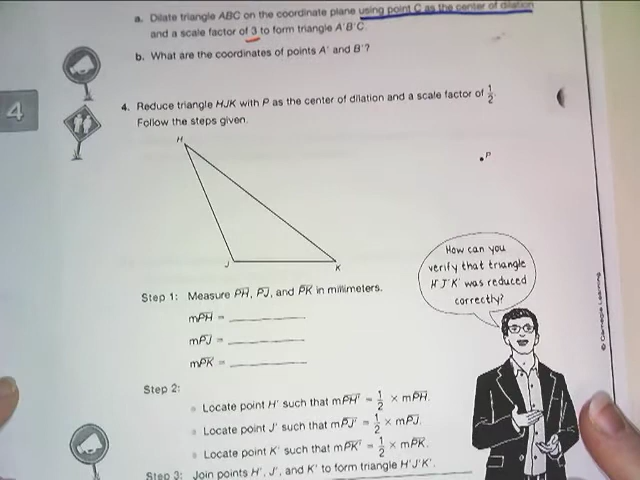 a. Dilate triangle ABC on the coordinate plane using point C as the center of dilation
and a scale factor of 3 to form triangle A'B'C.
b. What are the coordinates of points A' and B'?
4
4. Reduce triangle HJK with P as the center of dilation and a scale factor of 1/2.
Follow the steps given.
H
P
J
K
How can you
verify that triangle
H'J'K' was reduced
correctly?
Step 1: Measure PH, PJ, and PK in millimeters.
mPH = ____________
mPJ = ____________
mPK = ____________
Step 2:
• Locate point H' such that mPH' = 1/2 × mPH.
• Locate point J' such that mPJ' = 1/2 × mPJ.
• Locate point K' such that mPK' = 1/2 × mPK.
Step 3: Join points H', J', and K' to form triangle H'J'K'.
© Carnegie Learning